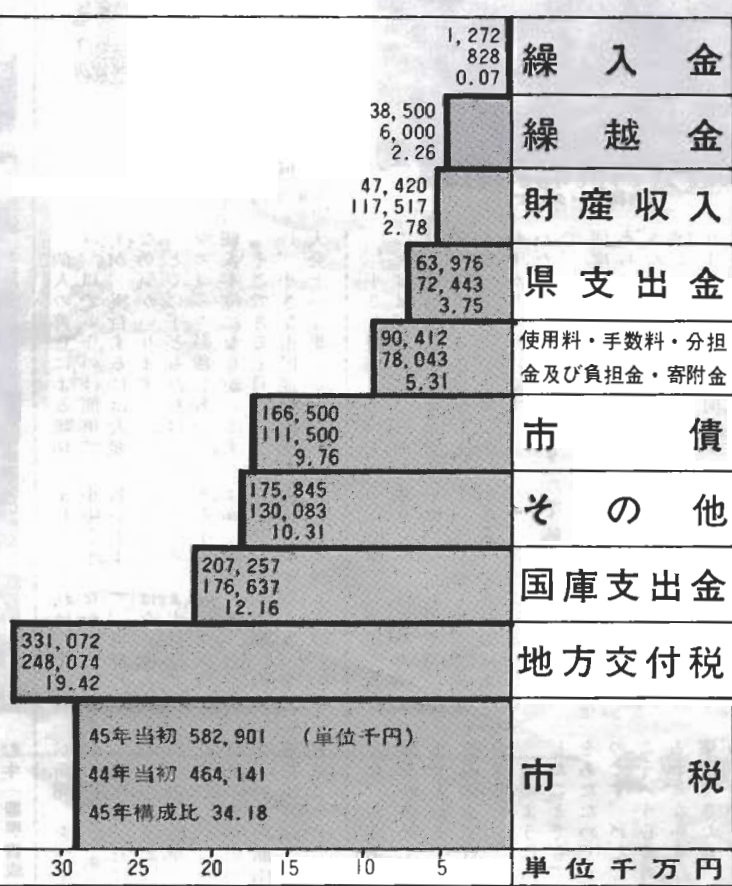 1,272
828
0.07
繰入金
38,500
6,000
2.26
繰越金
47,420
117,517
2.78
財産収入
63,976
72,443
3.75
県支出金
90,412
78,043
5.31
使用料・手数料・分担
金及び負担金・寄附金
166,500
111,500
9.76
市債
175,845
130,083
10.31
その他
207,257
176,637
12.16
国庫支出金
331,072
248,074
19.42
地方交付税
45年当初 582,901 (単位千円)
44年当初 464,141
45年構成比 34.18
市税
30 25 20 15 10 5 単位千万円